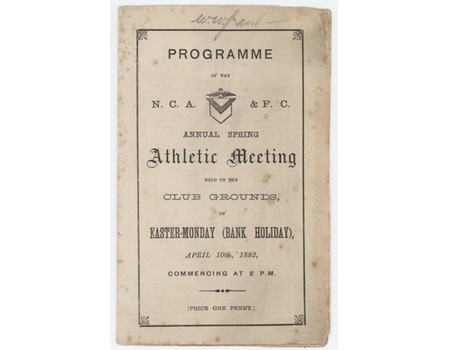 PROGRAMME
OF THE
N. C. A. & F. C.
ANNUAL SPRING
Athletic Meeting
HELD ON THE
CLUB GROUNDS,
ON
EASTER-MONDAY (BANK HOLIDAY),
APRIL 10th, 1882,
COMMENCING AT 2 P.M.
(PRICE ONE PENNY.)